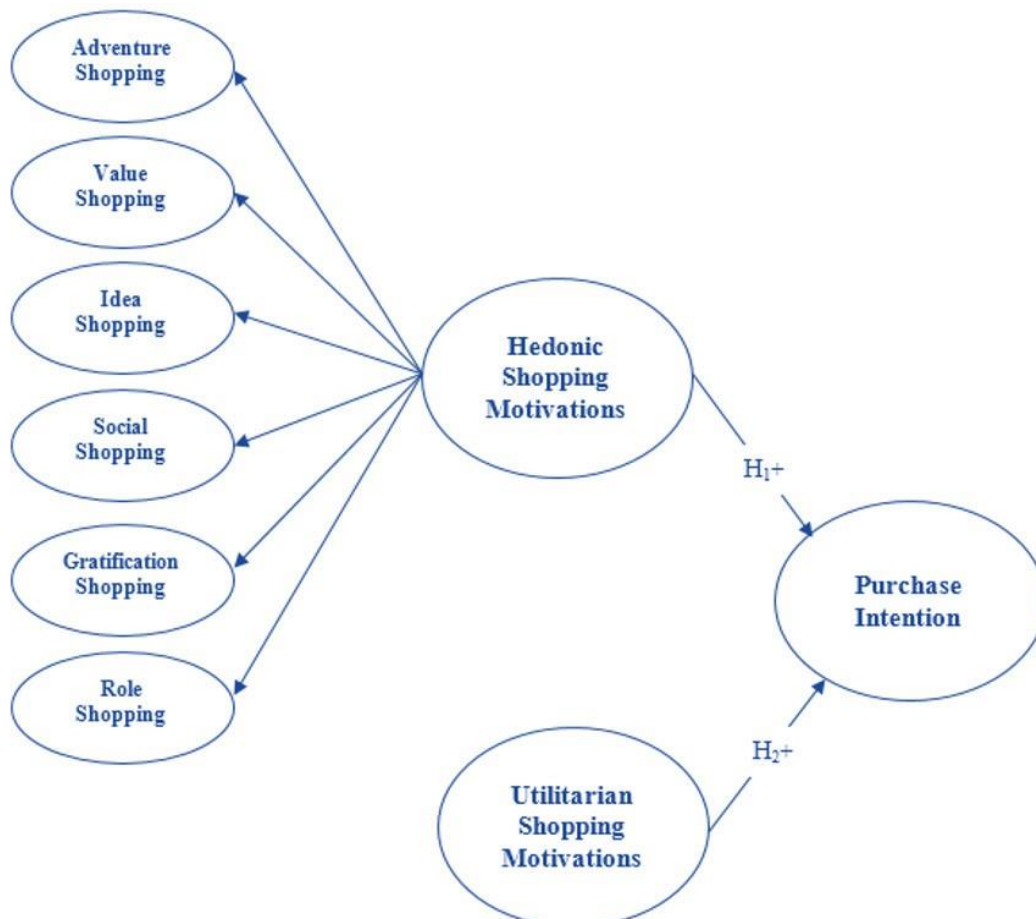 Adventure
Shopping
Value
Shopping
Idea
Shopping
Social
Shopping
Gratification
Shopping
Role
Shopping
Hedonic
Shopping
Motivations
H₁+
Purchase
Intention
H₂+
Utilitarian
Shopping
Motivations